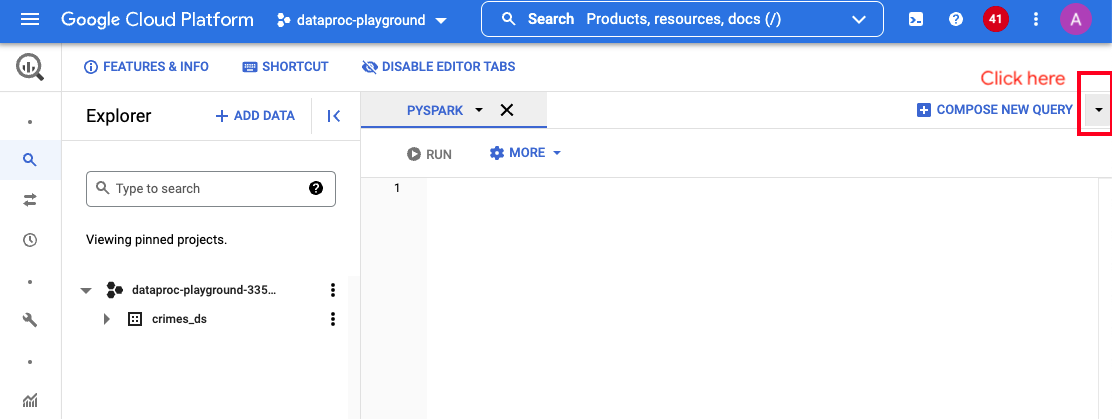 Google Cloud Platform
dataproc-playground
Search Products, resources, docs (/)
41
A
FEATURES & INFO
SHORTCUT
DISABLE EDITOR TABS
Click here
Explorer
ADD DATA
PYSPARK
COMPOSE NEW QUERY
RUN
MORE
1
Type to search
Viewing pinned projects.
dataproc-playground-335...
crimes_ds